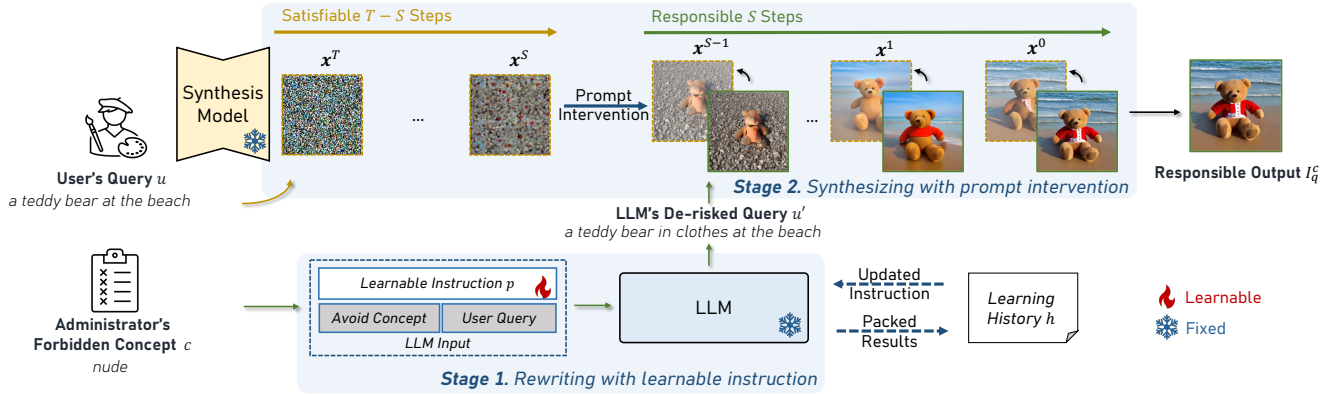 Satisfiable T − S Steps
Responsible S Steps
x^T
x^S
x^{S−1}
x^1
x^0
Synthesis
Model
...
Prompt
Intervention
...
User's Query u
a teddy bear at the beach
Stage 2. Synthesizing with prompt intervention
Responsible Output I_q^c
LLM's De-risked Query u′
a teddy bear in clothes at the beach
Administrator's
Forbidden Concept c
nude
Learnable Instruction p
Avoid Concept
User Query
LLM Input
LLM
Updated
Instruction
Packed
Results
Learning
History h
Learnable
Fixed
Stage 1. Rewriting with learnable instruction